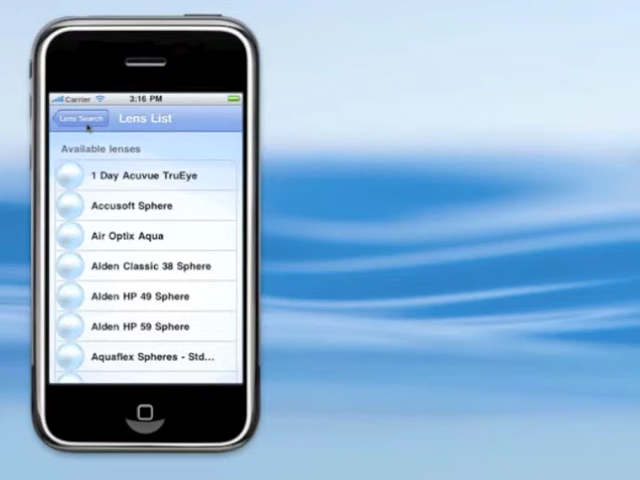 Carrier 3:16 PM
Lens Search Lens List
Available lenses
1 Day Acuvue TruEye
Accusoft Sphere
Air Optix Aqua
Alden Classic 38 Sphere
Alden HP 49 Sphere
Alden HP 59 Sphere
Aquaflex Spheres - Std...